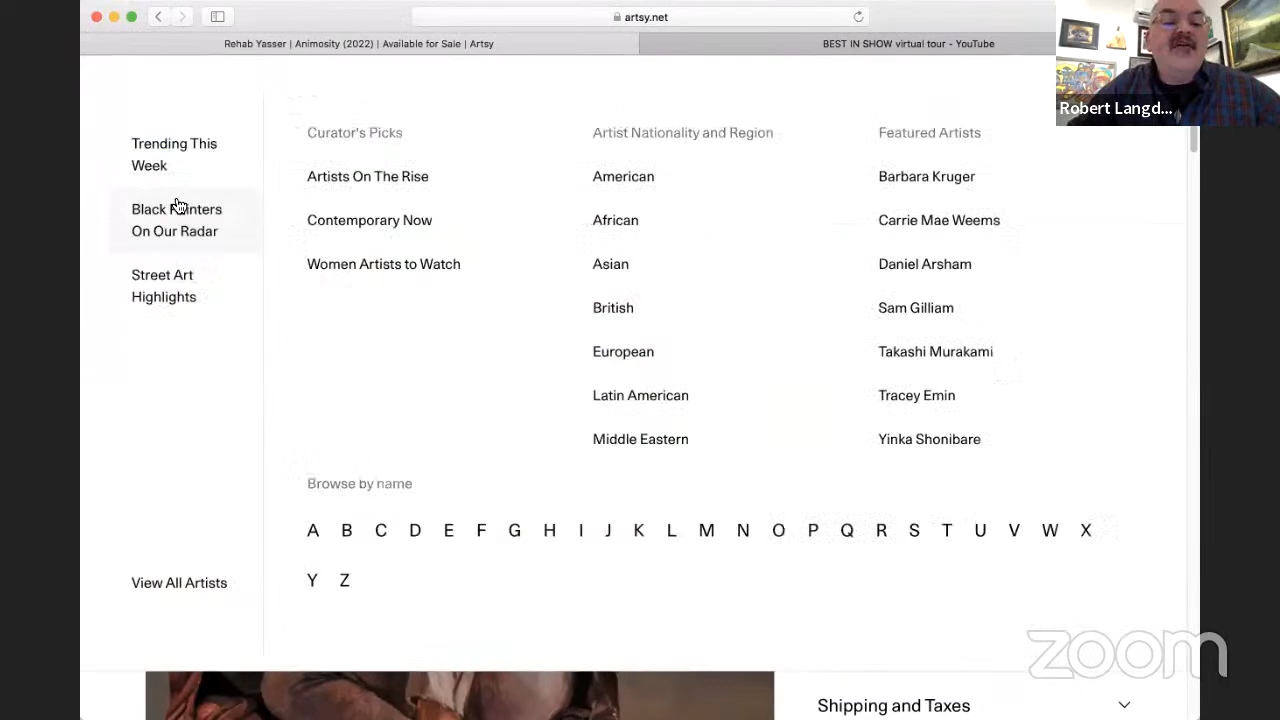 artsy.net
Rehab Yasser | Animosity (2022) | Available for Sale | Artsy
BEST IN SHOW virtual tour - YouTube
Robert Langd...
Trending This
Week
Black Painters
On Our Radar
Street Art
Highlights
View All Artists
Curator's Picks
Artists On The Rise
Contemporary Now
Women Artists to Watch
Artist Nationality and Region
American
African
Asian
British
European
Latin American
Middle Eastern
Featured Artists
Barbara Kruger
Carrie Mae Weems
Daniel Arsham
Sam Gilliam
Takashi Murakami
Tracey Emin
Yinka Shonibare
Browse by name
A B C D E F G H I J K L M N O P Q R S T U V W X
Y Z
Shipping and Taxes
zoom